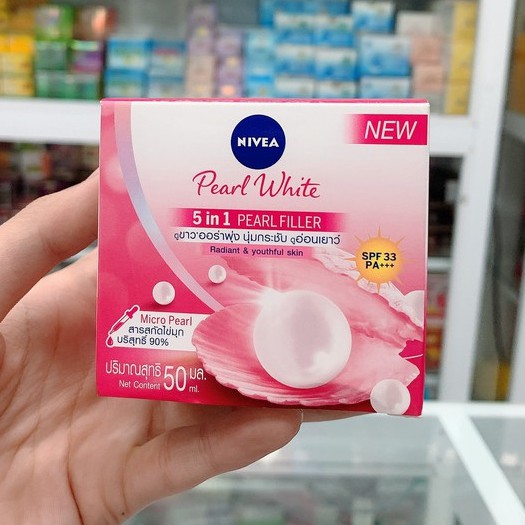 NEW
NIVEA
Pearl White
5 in 1 PEARL FILLER
ดูขาวออร่าพุ่ง นุ่มกระชับ ดูอ่อนเยาว์
Radiant & youthful skin
SPF 33
PA+++
Micro Pearl
สารสกัดไข่มุก
บริสุทธิ์ 90%
ปริมาณสุทธิ 50 มล.
Net Content ml.